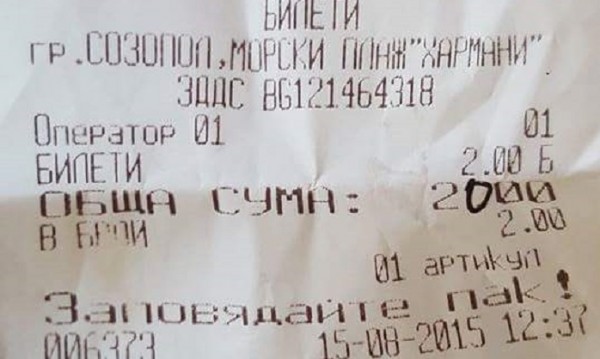 БИЛЕТИ
гр.СОЗОПОЛ,МОРСКИ ПЛАЖ"ХАРМАНИ"
ЗДДС BG121464318
Оператор 01 01
БИЛЕТИ 2.00 Б
ОБЩА СУМА: 2000
В БРОЙ 2.00
01 артикул
Заповядайте пак!
006373 15-08-2015 12:37